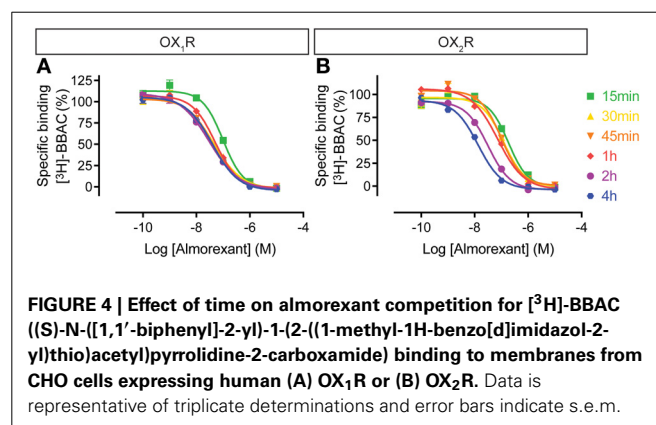 OX₁R
OX₂R
A
B
Specific binding
[³H]-BBAC (%)
125
100
75
50
25
0
-10
-8
-6
-4
Log [Almorexant] (M)
Specific binding
[³H]-BBAC (%)
125
100
75
50
25
0
-10
-8
-6
-4
Log [Almorexant] (M)
15min
30min
45min
1h
2h
4h
FIGURE 4 | Effect of time on almorexant competition for [³H]-BBAC
((S)-N-([1,1′-biphenyl]-2-yl)-1-(2-((1-methyl-1H-benzo[d]imidazol-2-
yl)thio)acetyl)pyrrolidine-2-carboxamide) binding to membranes from
CHO cells expressing human (A) OX₁R or (B) OX₂R. Data is
representative of triplicate determinations and error bars indicate s.e.m.